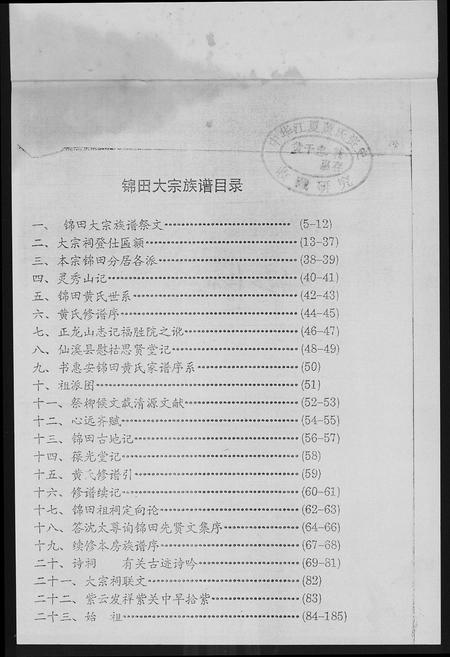 锦田大宗族谱目录
一、 锦田大宗族谱祭文 (5-12)
二、大宗祠登仕匾额 (13-37)
三、本宗锦田分居各派 (38-39)
四、灵秀山记 (40-41)
五、锦田黄氏世系 (42-43)
六、黄氏修谱序 (44-45)
七、正龙山志记福胜院之讹 (46-47)
八、仙溪县慰祜思贤堂记 (48-49)
九、书惠安锦田黄氏家谱序系 (50)
十、祖派图 (51)
十一、祭柳候文载清源文献 (52-53)
十二、心远斋赋 (54-55)
十三、锦田古地记 (56-57)
十四、葆光堂记 (58)
十五、黄氏修谱引 (59)
十六、修谱续记 (60-61)
十七、锦田祖祠定向论 (62-63)
十八、答沈太尊询锦田先贤文集序 (64-66)
十九、续修本房族谱序 (67-68)
二十、诗祠 有关古迹诗吟 (69-81)
二十一、大宗祠联文 (82)
二十二、紫云发祥紫关中早拾紫 (83)
二十三、始 祖 (84-185)